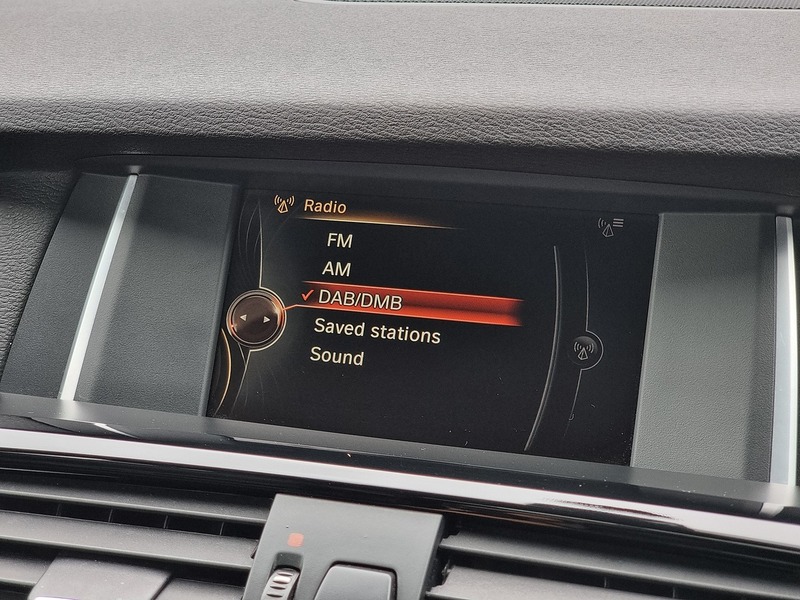 Radio
FM
AM
✓ DAB/DMB
Saved stations
Sound